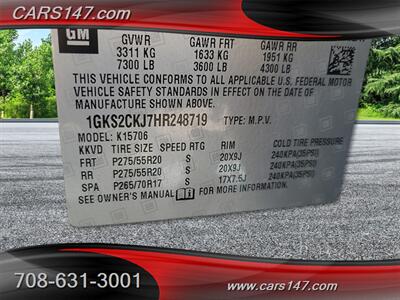 CARS147.com
GM
GVWR GAWR FRT GAWR RR
3311 KG 1633 KG 1951 KG
7300 LB 3600 LB 4300 LB
THIS VEHICLE CONFORMS TO ALL APPLICABLE U.S. FEDERAL MOTOR
VEHICLE SAFETY STANDARDS IN EFFECT ON THE DATE OF
MANUFACTURE SHOWN ABOVE.
1GKS2CKJ7HR248719 TYPE: M.P.V.
MODEL: K15706
KKVD TIRE SIZE SPEED RTG RIM COLD TIRE PRESSURE
FRT P275/55R20 S 20X9J 240KPA(35PSI)
RR P275/55R20 S 20X9J 240KPA(35PSI)
SPA P265/70R17 S 17X7.5J 240KPA(35PSI)
SEE OWNER'S MANUAL FOR MORE INFORMATION.
708-631-3001
cars147.com.